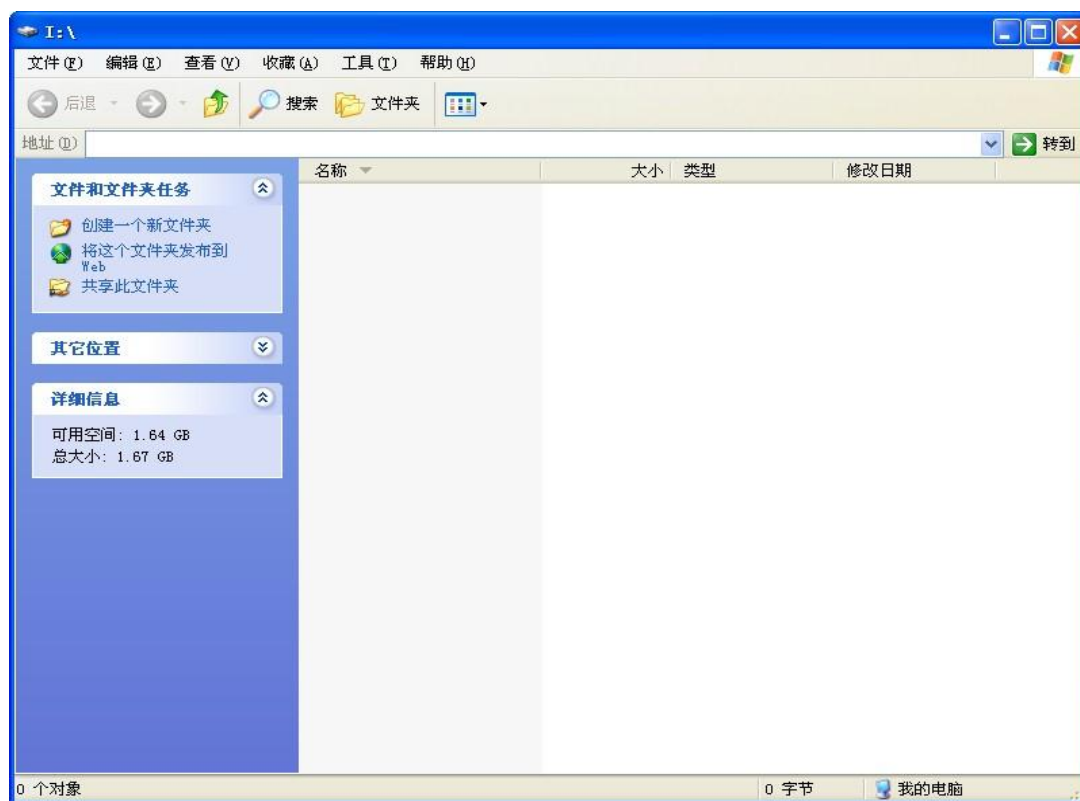 I:\
文件(F) 编辑(E) 查看(V) 收藏(A) 工具(T) 帮助(H)
后退 搜索 文件夹
地址(D) 转到
名称 大小 类型 修改日期
文件和文件夹任务
创建一个新文件夹
将这个文件夹发布到
Web
共享此文件夹
其它位置
详细信息
可用空间: 1.64 GB
总大小: 1.67 GB
0 个对象 0 字节 我的电脑